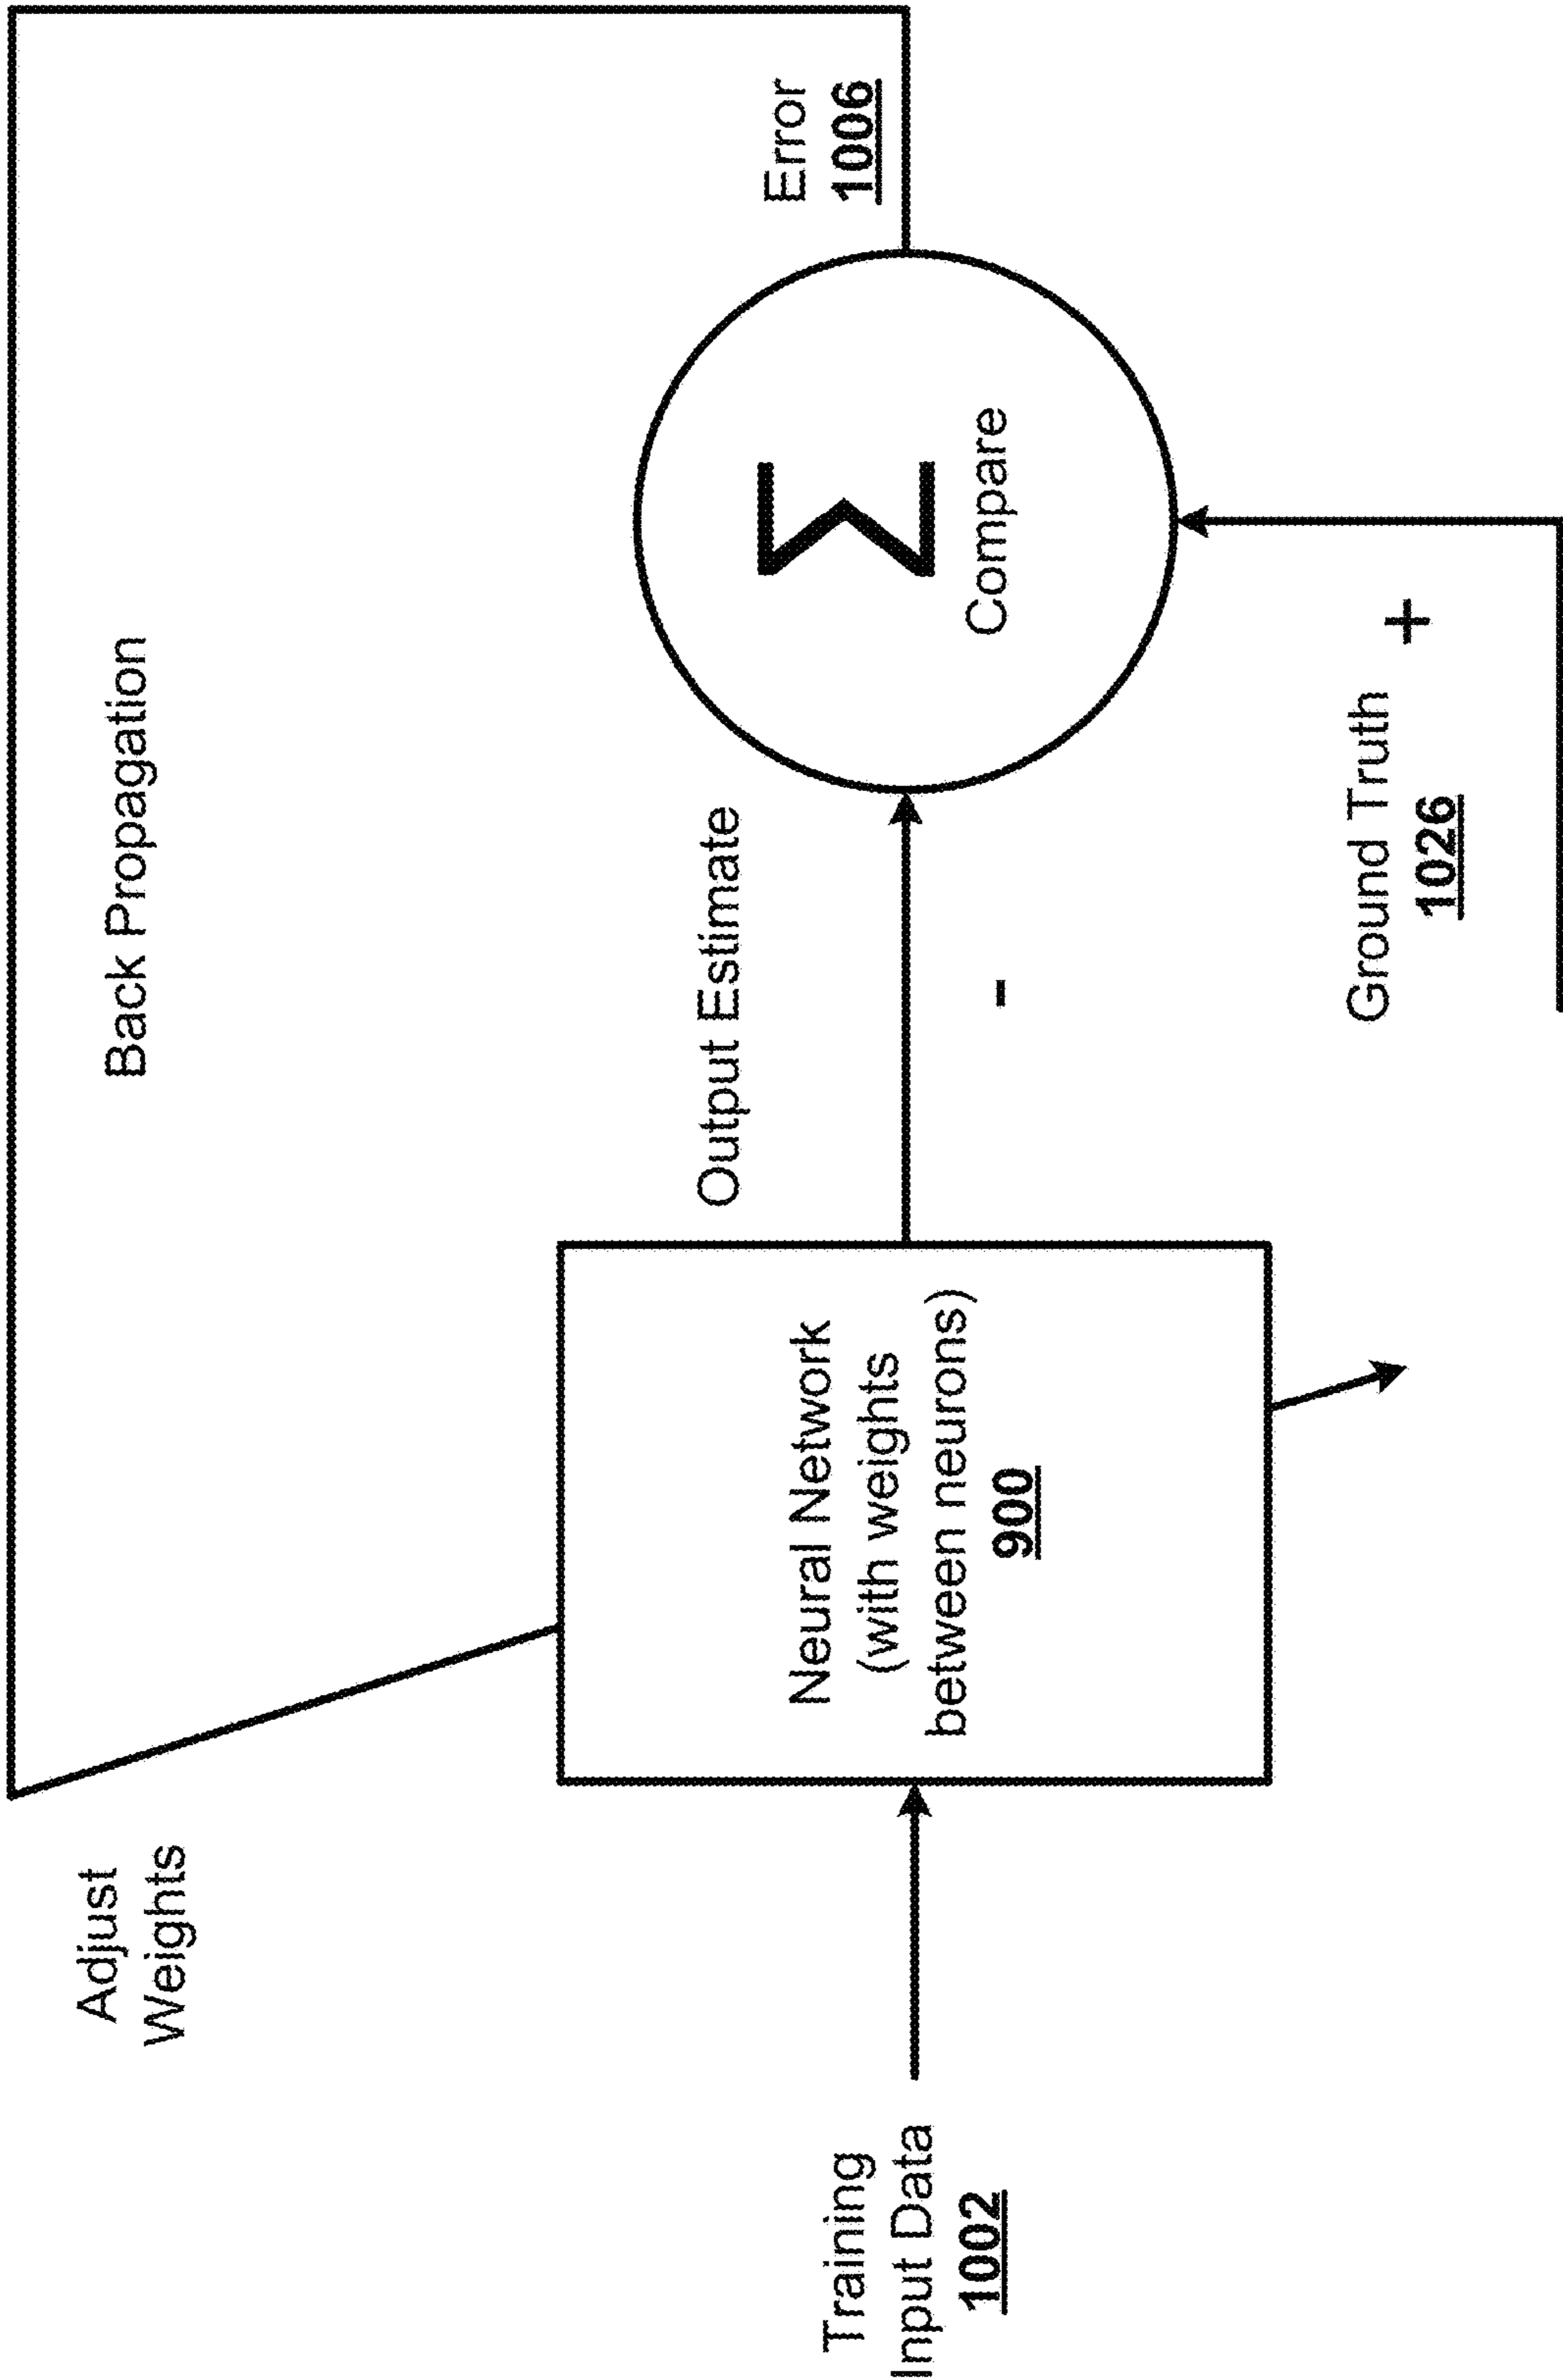 Adjust
Weights
Back Propagation
Training
Input Data
1002
Neural Network
(with weights
between neurons)
900
Output Estimate
-
Σ
Compare
Error
1006
Ground Truth
1026
+